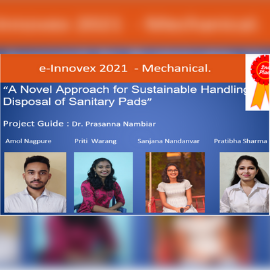 e-Innovex 2021 - Mechanical.
“A Novel Approach for Sustainable Handling
Disposal of Sanitary Pads”
Project Guide : Dr. Prasanna Nambiar
Amol Nagpure Priti Warang Sanjana Nandanvar Pratibha Sharma